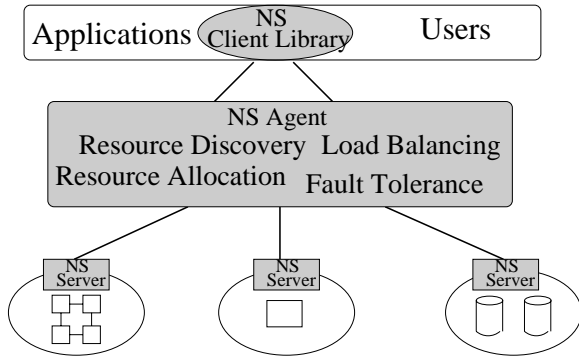 NS
Applications Client Library Users
NS Agent
Resource Discovery Load Balancing
Resource Allocation Fault Tolerance
NS NS NS
Server Server Server